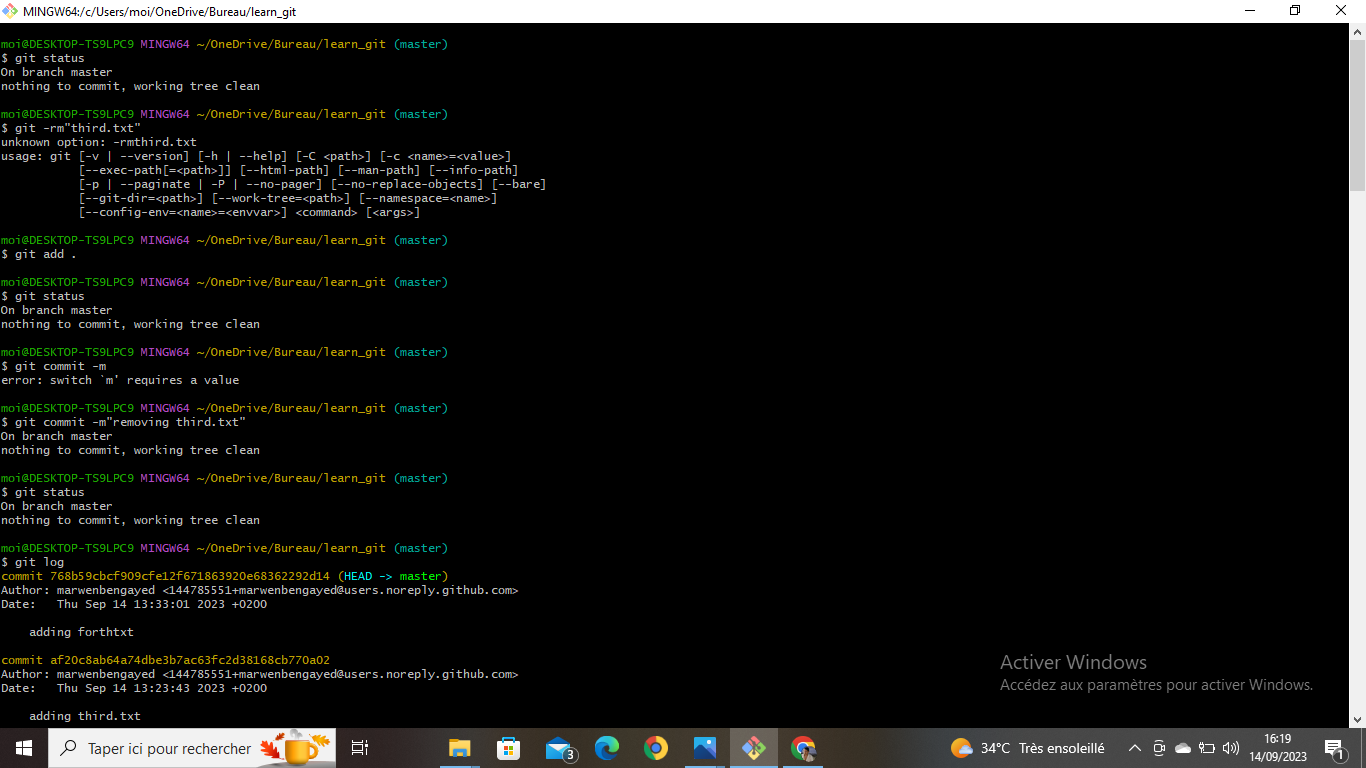 MINGW64:/c/Users/moi/OneDrive/Bureau/learn_git
moi@DESKTOP-TS9LPC9 MINGW64 ~/OneDrive/Bureau/learn_git (master)
$ git status
On branch master
nothing to commit, working tree clean
moi@DESKTOP-TS9LPC9 MINGW64 ~/OneDrive/Bureau/learn_git (master)
$ git -rm"third.txt"
unknown option: -rmthird.txt
usage: git [-v | --version] [-h | --help] [-C <path>] [-c <name>=<value>]
           [--exec-path[=<path>]] [--html-path] [--man-path] [--info-path]
           [-p | --paginate | -P | --no-pager] [--no-replace-objects] [--bare]
           [--git-dir=<path>] [--work-tree=<path>] [--namespace=<name>]
           [--config-env=<name>=<envvar>] <command> [<args>]
moi@DESKTOP-TS9LPC9 MINGW64 ~/OneDrive/Bureau/learn_git (master)
$ git add .
moi@DESKTOP-TS9LPC9 MINGW64 ~/OneDrive/Bureau/learn_git (master)
$ git status
On branch master
nothing to commit, working tree clean
moi@DESKTOP-TS9LPC9 MINGW64 ~/OneDrive/Bureau/learn_git (master)
$ git commit -m
error: switch `m' requires a value
moi@DESKTOP-TS9LPC9 MINGW64 ~/OneDrive/Bureau/learn_git (master)
$ git commit -m"removing third.txt"
On branch master
nothing to commit, working tree clean
moi@DESKTOP-TS9LPC9 MINGW64 ~/OneDrive/Bureau/learn_git (master)
$ git status
On branch master
nothing to commit, working tree clean
moi@DESKTOP-TS9LPC9 MINGW64 ~/OneDrive/Bureau/learn_git (master)
$ git log
commit 768b59cbcf909cfe12f671863920e68362292d14 (HEAD -> master)
Author: marwenbengayed <144785551+marwenbengayed@users.noreply.github.com>
Date:   Thu Sep 14 13:33:01 2023 +0200
    adding forthtxt
commit af20c8ab64a74dbe3b7ac63fc2d38168cb770a02
Author: marwenbengayed <144785551+marwenbengayed@users.noreply.github.com>
Date:   Thu Sep 14 13:23:43 2023 +0200
    adding third.txt
Activer Windows
Accédez aux paramètres pour activer Windows.
Taper ici pour rechercher
3
34°C Très ensoleillé
16:19
14/09/2023
1